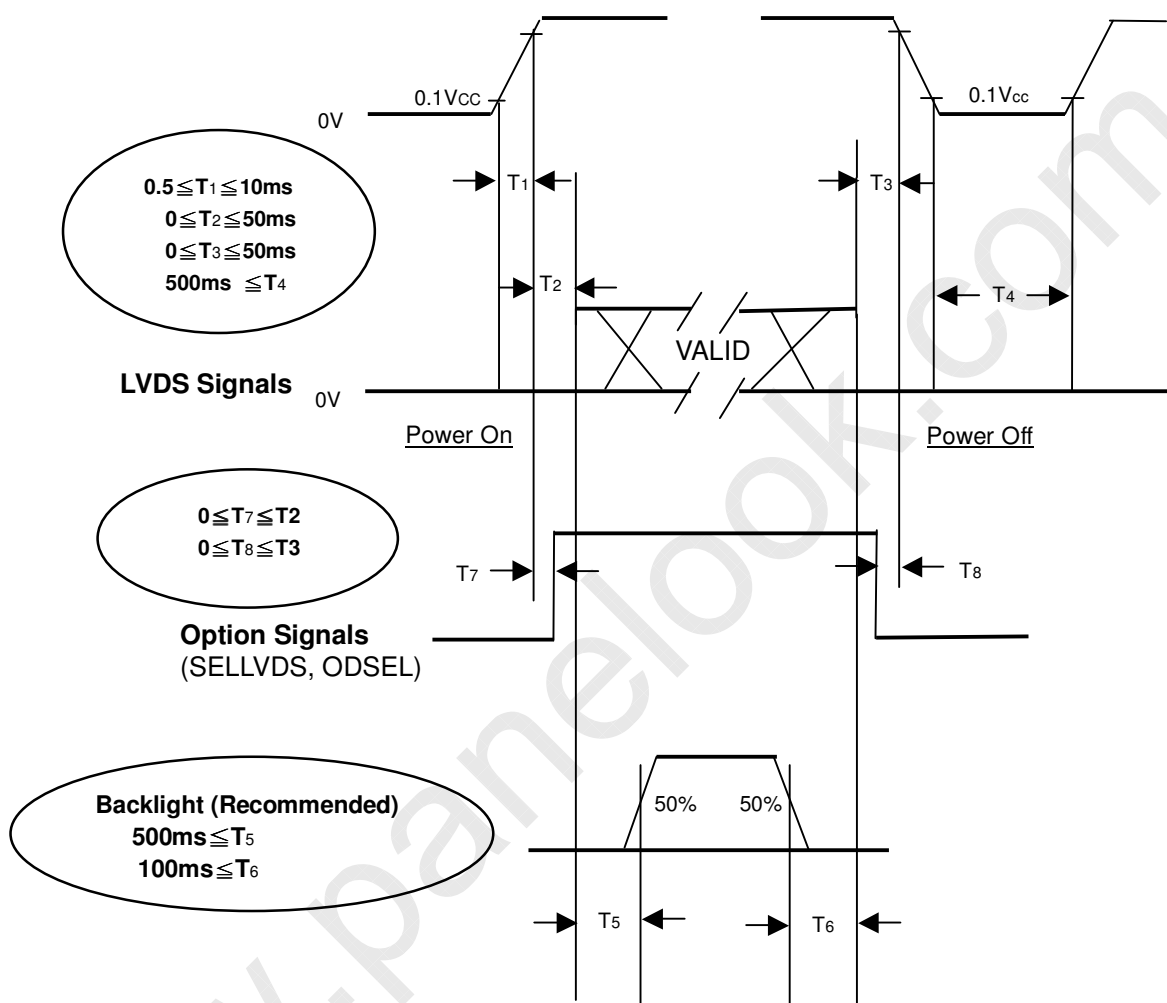 0.1VCC
0.1Vcc
0V
0.5≦T1≦10ms
0≦T2≦50ms
0≦T3≦50ms
500ms ≦T4
T1
T3
T2
T4
VALID
LVDS Signals
0V
Power On
Power Off
0≦T7≦T2
0≦T8≦T3
T7
T8
Option Signals
(SELLVDS, ODSEL)
Backlight (Recommended)
500ms≦T5
100ms≦T6
50%
50%
T5
T6
.panelook.com